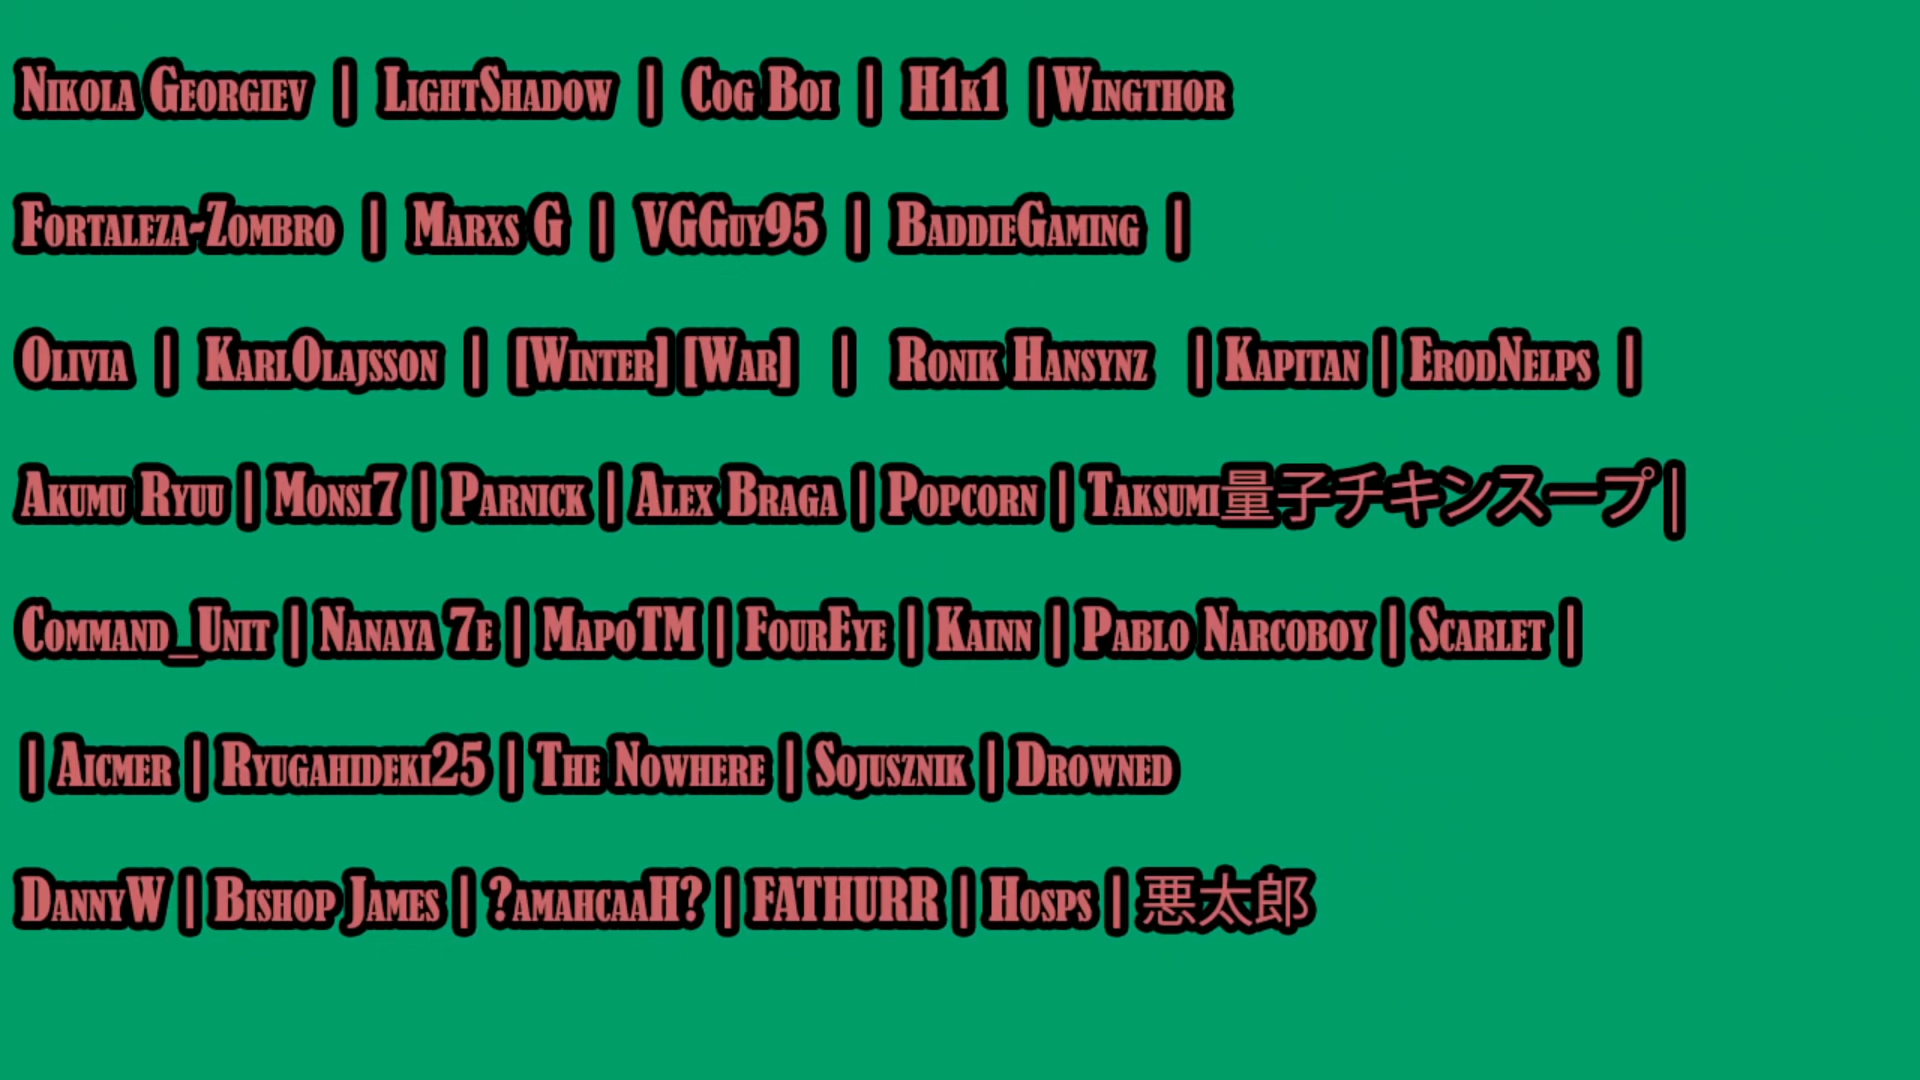 Nikola Georgiev | LightShadow | Cog Boi | H1k1 |Wingthor
Fortaleza-Zombro | Marxs G | VGGuy95 | BaddieGaming |
Olivia | KarlOlajsson | [Winter] [War] | Ronik Hansynz | Kapitan | ErodNelps |
Akumu Ryuu | Monsi7 | Parnick | Alex Braga | Popcorn | Taksumi量子チキンスープ |
Command_Unit | Nanaya 7e | MapoTM | FourEye | Kainn | Pablo Narcoboy | Scarlet |
| Aicmer | Ryugahideki25 | The Nowhere | Sojusznik | Drowned
DannyW | Bishop James | ?amahcaaH? | FATHURR | Hosps | 悪太郎